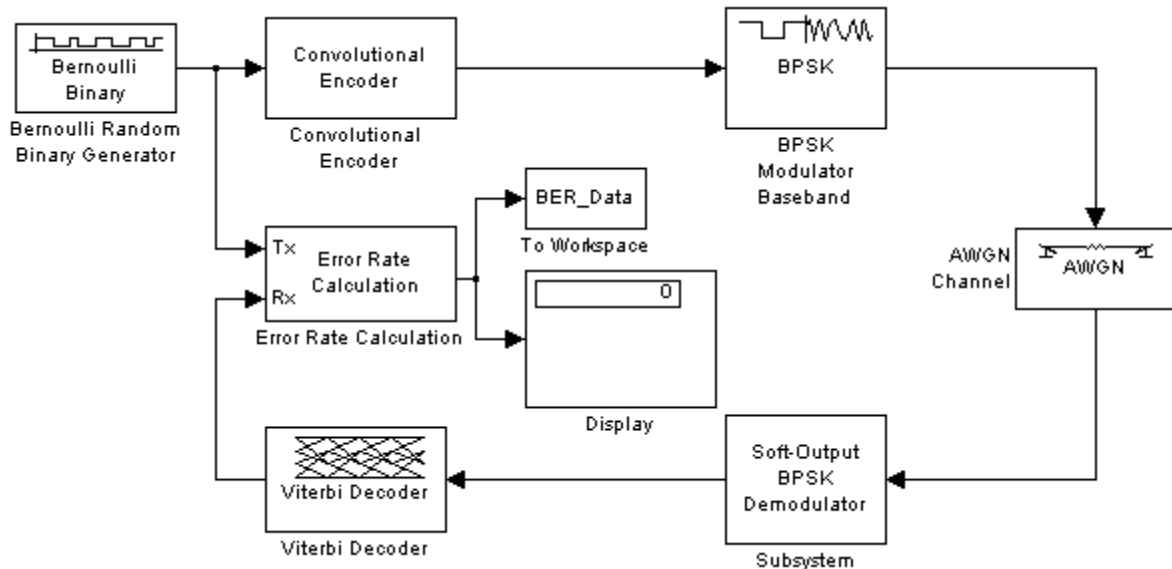 Bernoulli
Binary
Bernoulli Random
Binary Generator
Convolutional
Encoder
Convolutional
Encoder
BPSK
BPSK
Modulator
Baseband
BER_Data
To Workspace
Tx
Rx
Error Rate
Calculation
Error Rate Calculation
AWGN
Channel
AWGN
0
Display
Viterbi Decoder
Viterbi Decoder
Soft-Output
BPSK
Demodulator
Subsystem